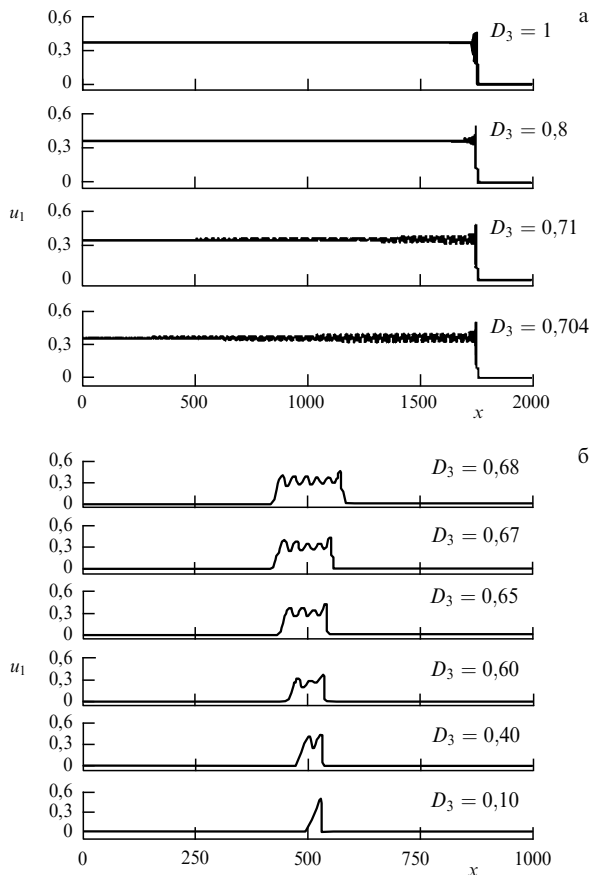 а
0,6
0,3
0
D₃ = 1
0,6
0,3
0
D₃ = 0,8
u₁
0,6
0,3
0
D₃ = 0,71
0,6
0,3
0
D₃ = 0,704
0 500 1000 1500 2000
x
б
0,6
0,3
0
D₃ = 0,68
0,6
0,3
0
D₃ = 0,67
0,6
0,3
0
D₃ = 0,65
u₁
0,6
0,3
0
D₃ = 0,60
0,6
0,3
0
D₃ = 0,40
0,6
0,3
0
D₃ = 0,10
0 250 500 750 1000
x